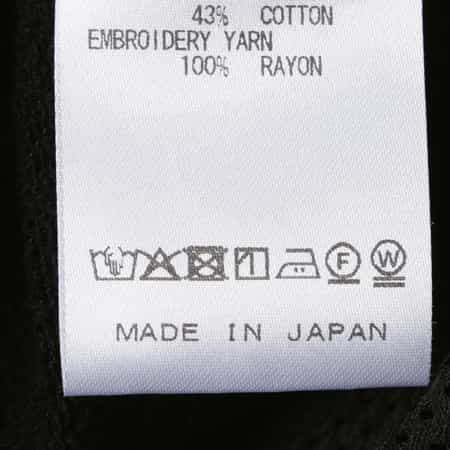 43% COTTON
EMBROIDERY YARN
100% RAYON
F W
MADE IN JAPAN